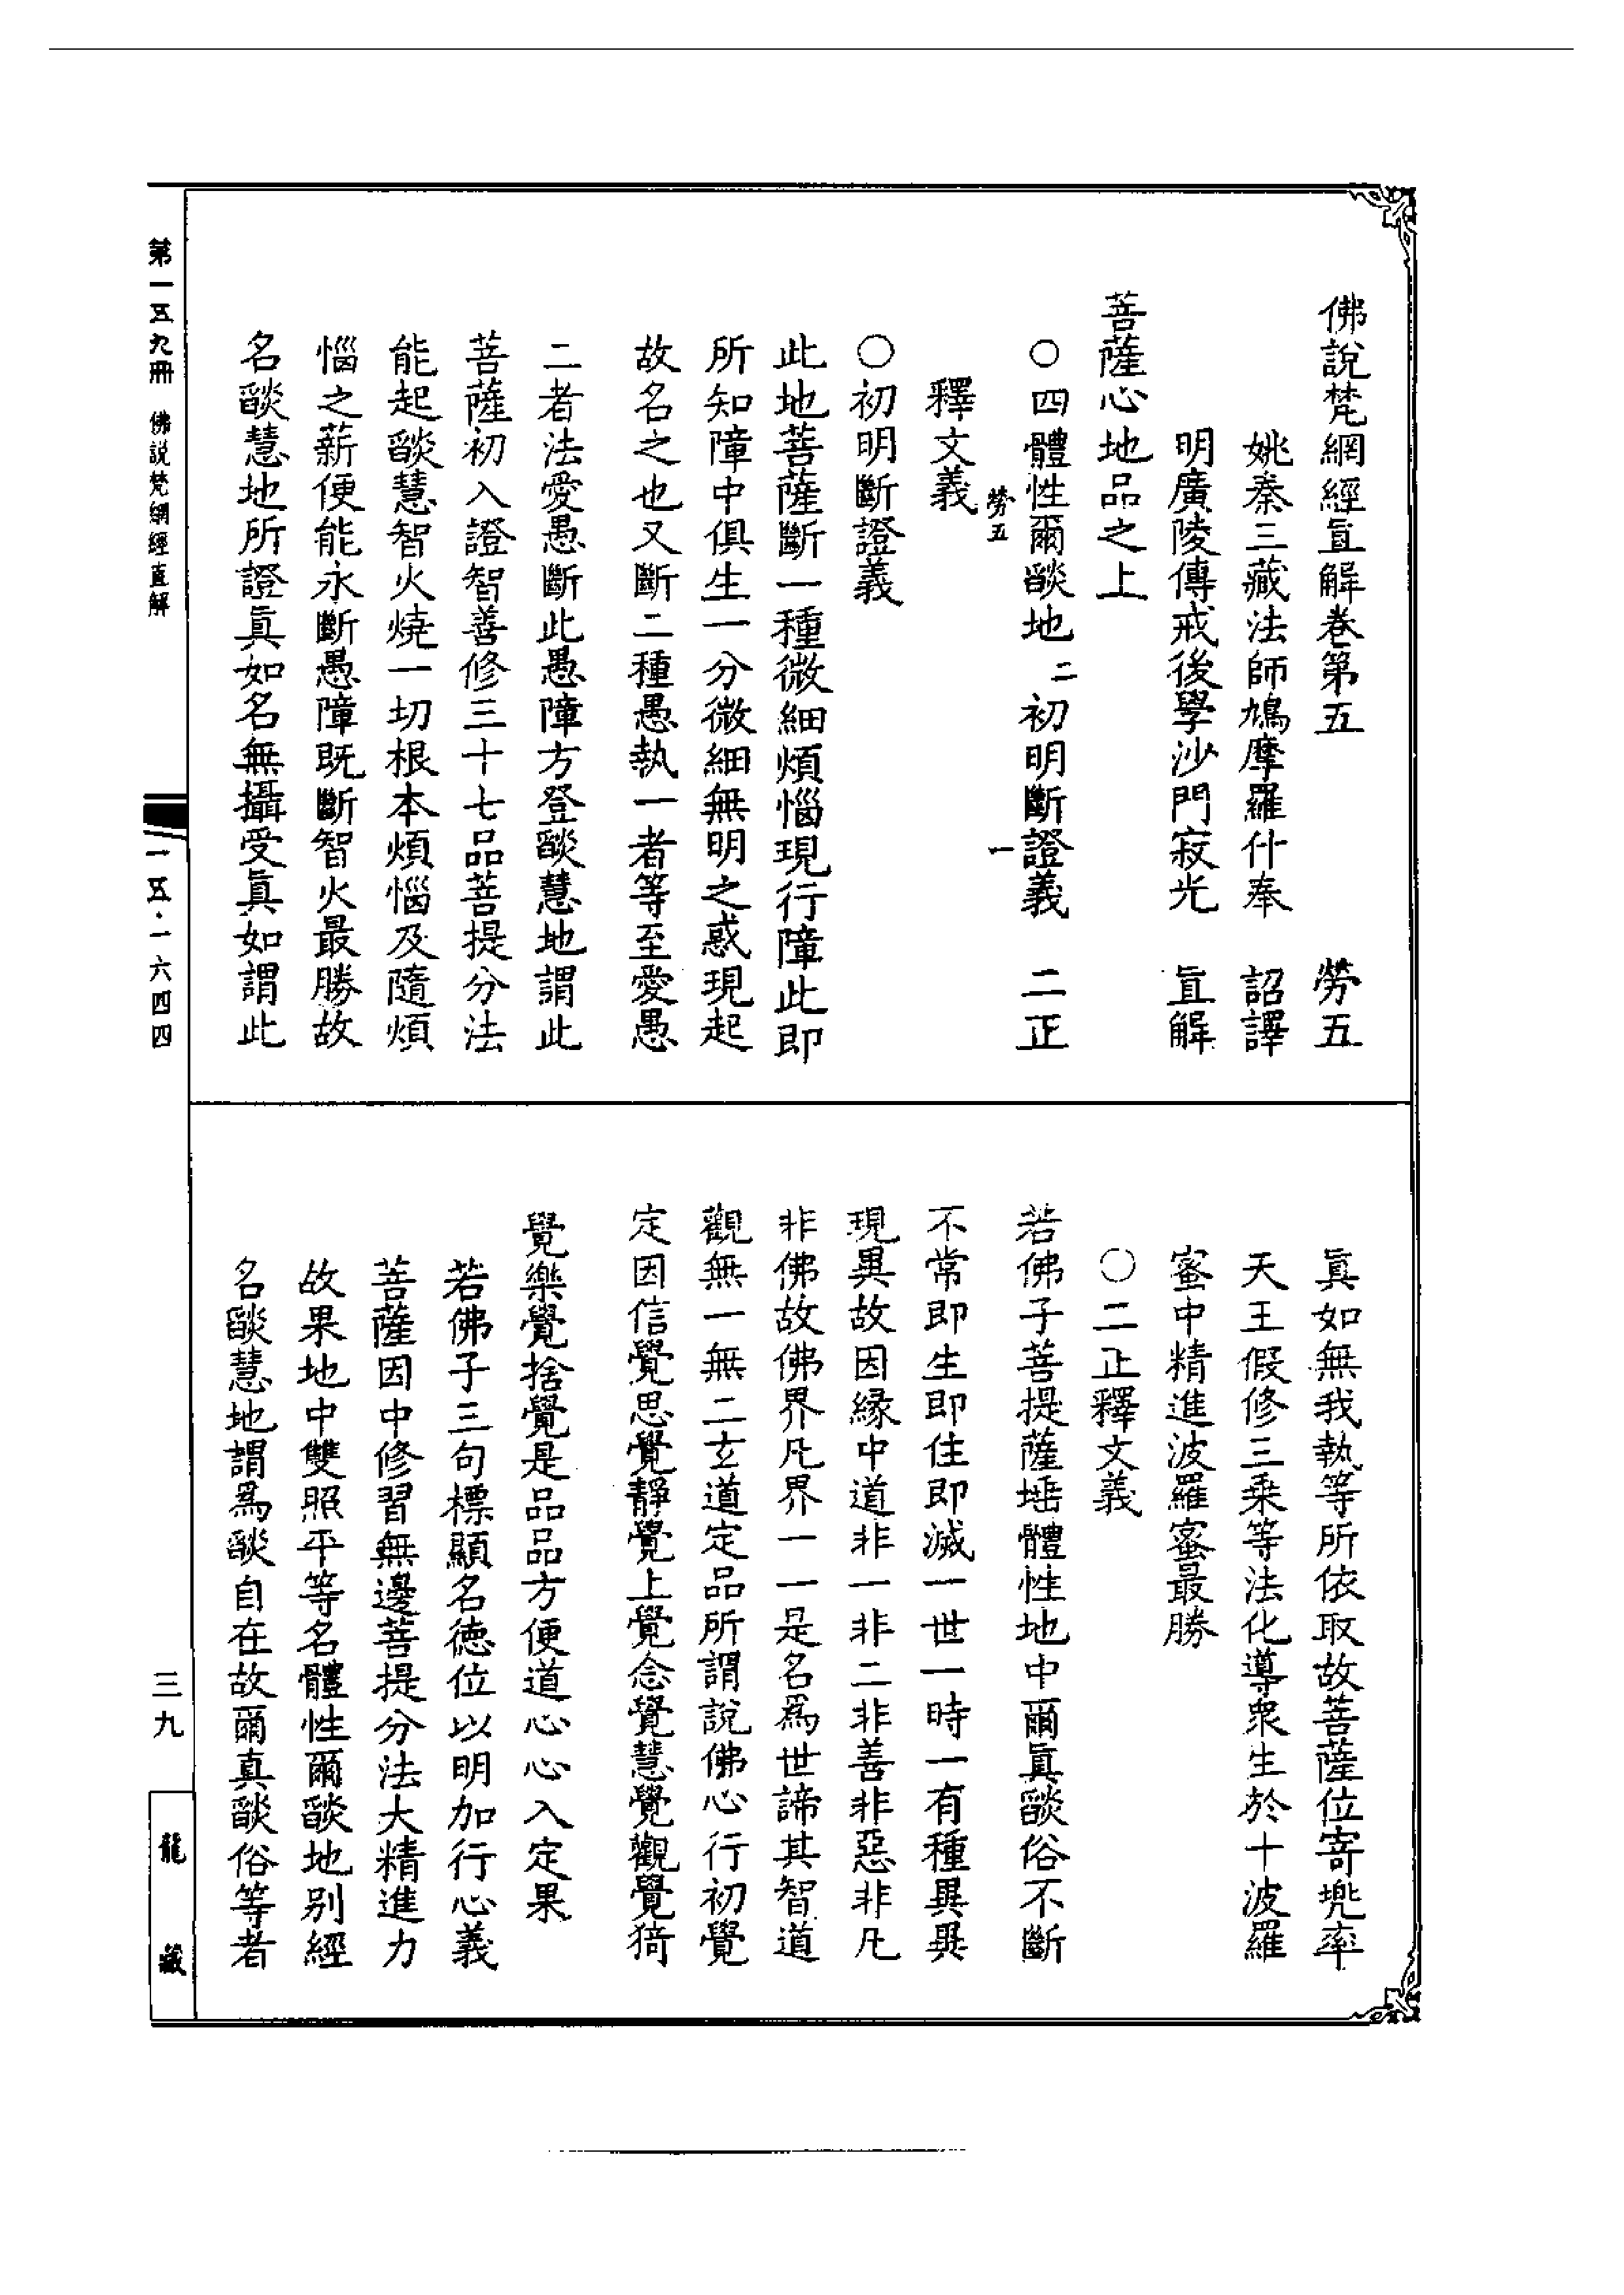 佛說梵網經直解卷第五　勞五
姚秦三藏法師鳩摩羅什奉　詔譯
明廣陵傳戒後學沙門寂光　直解
菩薩心地品之上
○四體性爾燄地二初明斷證義　二正
勞五　一
釋文義
○初明斷證義
此地菩薩斷一種微細煩惱現行障此即
所知障中俱生一分微細無明之惑現起
故名之也又斷二種愚執一者等至愛愚
二者法愛愚斷此愚障方登燄慧地謂此
菩薩初入證智善修三十七品菩提分法
能起燄慧智火燒一切根本煩惱及隨煩
惱之薪便能永斷愚障既斷智火最勝故
名燄慧地所證眞如名無攝受眞如謂此
眞如無我執等所依取故菩薩位寄兠率
天王假修三乘等法化導衆生於十波羅
蜜中精進波羅蜜最勝
○二正釋文義
若佛子菩提薩埵體性地中爾眞燄俗不斷
不常即生即住即滅一世一時一有種異異
現異故因緣中道非一非二非善非惡非凡
非佛故佛界凡界一一是名爲世諦其智道
觀無一無二玄道定品所謂說佛心行初覺
定因信覺思覺靜覺上覺念覺慧覺觀覺猗
覺樂覺捨覺是品品方便道心心入定果
若佛子三句標顯名德位以明加行心義
菩薩因中修習無邊菩提分法大精進力
故果地中雙照平等名體性爾燄地別經
名燄慧地謂爲燄自在故爾真燄俗等者
第一五九冊　佛說梵網經直解
一五·一六四四
三九
龍藏